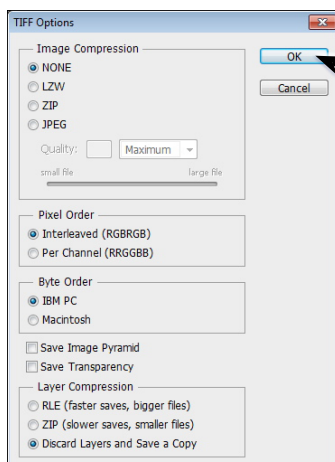 TIFF Options
Image Compression
OK
NONE
LZW
Cancel
ZIP
JPEG
Quality:
Maximum
small file
large file
Pixel Order
Interleaved (RGBRGB)
Per Channel (RRGGBB)
Byte Order
IBM PC
Macintosh
Save Image Pyramid
Save Transparency
Layer Compression
RLE (faster saves, bigger files)
ZIP (slower saves, smaller files)
Discard Layers and Save a Copy